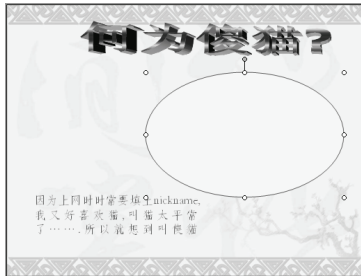 何为傻猫?
因为上网时时常要填上nickname,
我又好喜欢猫,叫猫太平常
了…….所以就想到叫傻猫